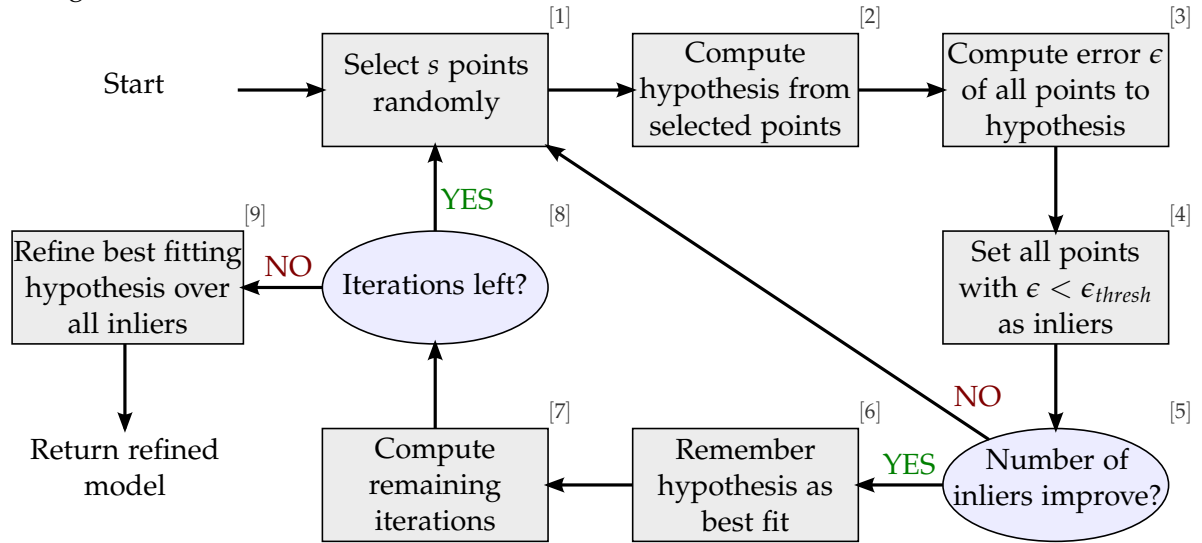 Start
[1]
Select s points
randomly
[2]
Compute
hypothesis from
selected points
[3]
Compute error ϵ
of all points to
hypothesis
[4]
Set all points
with ϵ < ϵthresh
as inliers
[5]
Number of
inliers improve?
NO
YES
[6]
Remember
hypothesis as
best fit
[7]
Compute
remaining
iterations
[8]
Iterations left?
YES
NO
[9]
Refine best fitting
hypothesis over
all inliers
Return refined
model